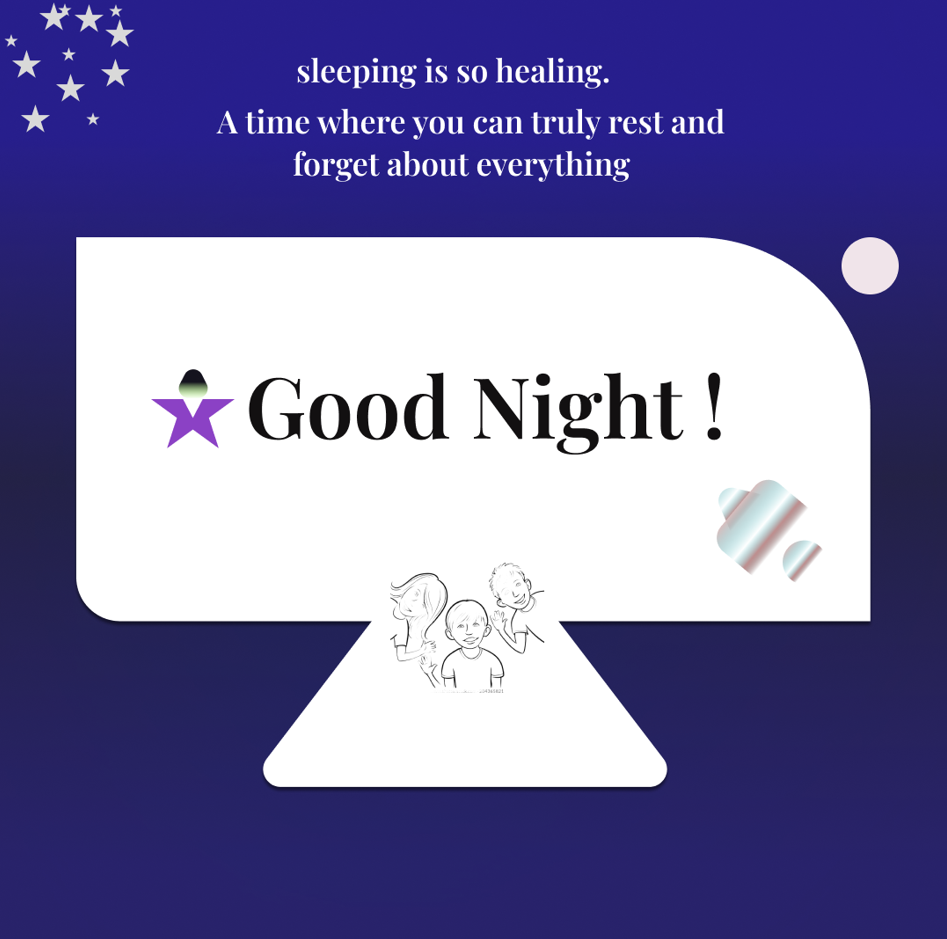 sleeping is so healing.
A time where you can truly rest and
forget about everything
Good Night !